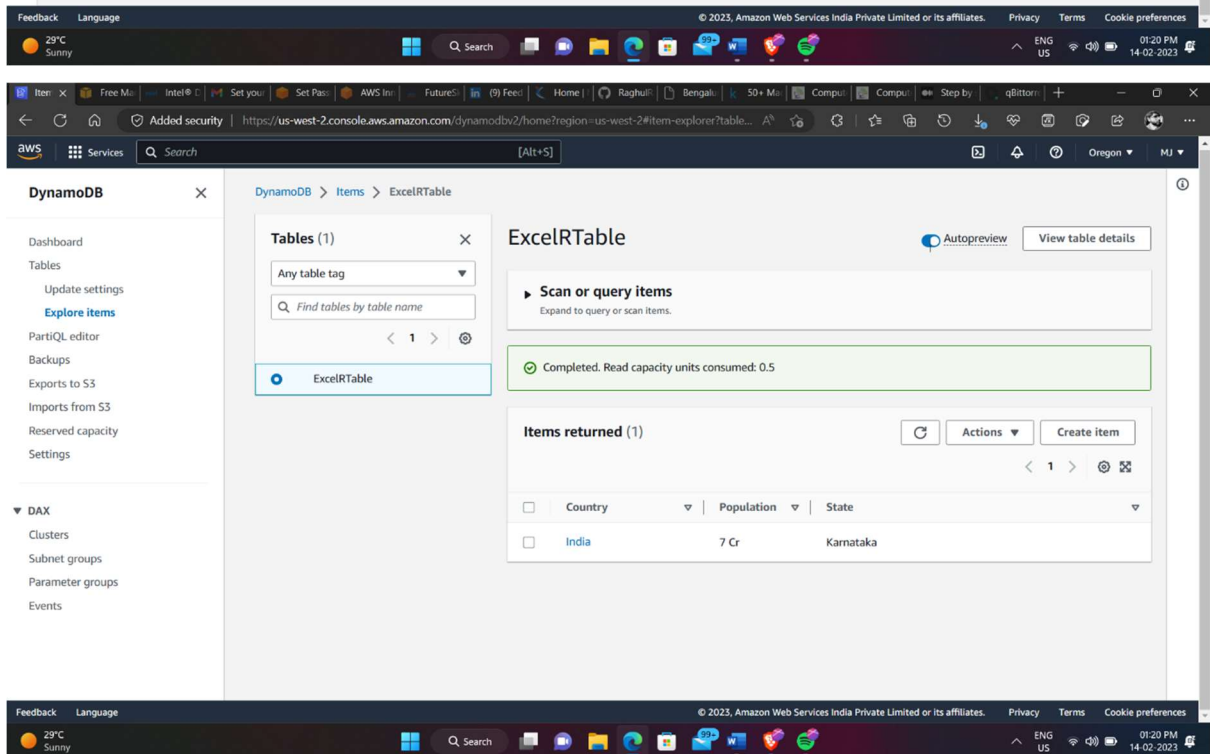 Feedback Language © 2023, Amazon Web Services India Private Limited or its affiliates. Privacy Terms Cookie preferences
29°C
Sunny
Search
99+
ENG
US
01:20 PM
14-02-2023
Item Free Ma Intel® D Set your Set Pass AWS Inn FutureS (9) Feed Home | RaghulR Bengalu 50+ Ma Comput Comput Step by qBittorr
Added security https://us-west-2.console.aws.amazon.com/dynamodbv2/home?region=us-west-2#item-explorer?table...
aws Services Search [Alt+S] Oregon MJ
DynamoDB
Dashboard
Tables
Update settings
Explore items
PartiQL editor
Backups
Exports to S3
Imports from S3
Reserved capacity
Settings
DAX
Clusters
Subnet groups
Parameter groups
Events
DynamoDB > Items > ExcelRTable
Tables (1)
Any table tag
Find tables by table name
< 1 >
ExcelRTable
ExcelRTable
Autopreview View table details
Scan or query items
Expand to query or scan items.
Completed. Read capacity units consumed: 0.5
Items returned (1)
Actions Create item
< 1 >
Country Population State
India 7 Cr Karnataka
Feedback Language © 2023, Amazon Web Services India Private Limited or its affiliates. Privacy Terms Cookie preferences
29°C
Sunny
Search
99+
ENG
US
01:20 PM
14-02-2023